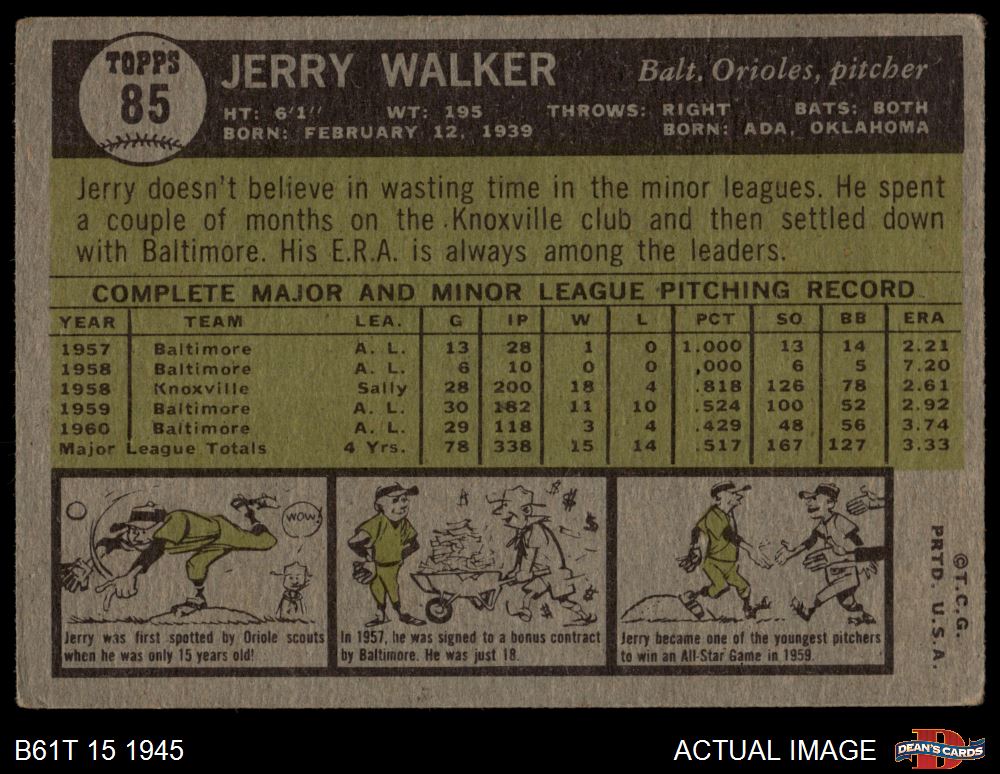 TOPPS
85
JERRY WALKER
Balt. Orioles, pitcher
HT: 6'1" WT: 195 THROWS: RIGHT BATS: BOTH
BORN: FEBRUARY 12, 1939 BORN: ADA, OKLAHOMA
Jerry doesn't believe in wasting time in the minor leagues. He spent
a couple of months on the Knoxville club and then settled down
with Baltimore. His E.R.A. is always among the leaders.
COMPLETE MAJOR AND MINOR LEAGUE PITCHING RECORD
YEAR TEAM LEA. G IP W L PCT SO BB ERA
1957 Baltimore A. L. 13 28 1 0 1.000 13 14 2.21
1958 Baltimore A. L. 6 10 0 0 ,000 6 5 7.20
1958 Knoxville Sally 28 200 18 4 .818 126 78 2.61
1959 Baltimore A. L. 30 182 11 10 .524 100 52 2.92
1960 Baltimore A. L. 29 118 3 4 .429 48 56 3.74
Major League Totals 4 Yrs. 78 338 15 14 .517 167 127 3.33
WOW!
Jerry was first spotted by Oriole scouts
when he was only 15 years old!
$ $ $ $ $
In 1957, he was signed to a bonus contract
by Baltimore. He was just 18.
Jerry became one of the youngest pitchers
to win an All-Star Game in 1959.
©T.C.G.
PRTD. U.S.A.
B61T 15 1945
ACTUAL IMAGE
D
DEAN'S CARDS